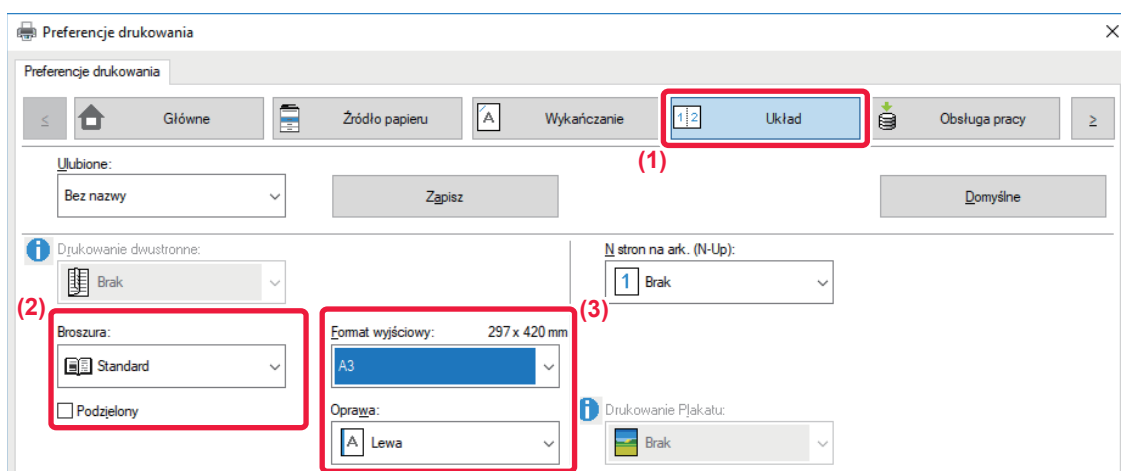 Preferencje drukowania
Preferencje drukowania
≤ Główne Źródło papieru A Wykańczanie 1 2 Układ Obsługa pracy ≥
(1)
Ulubione:
Bez nazwy Zapisz Domyślne
Drukowanie dwustronne: N stron na ark. (N-Up):
Brak 1 Brak
(2) (3)
Broszura: Format wyjściowy: 297 x 420 mm
Standard A3
Podzielony Oprawa: Drukowanie Plakatu:
A Lewa Brak